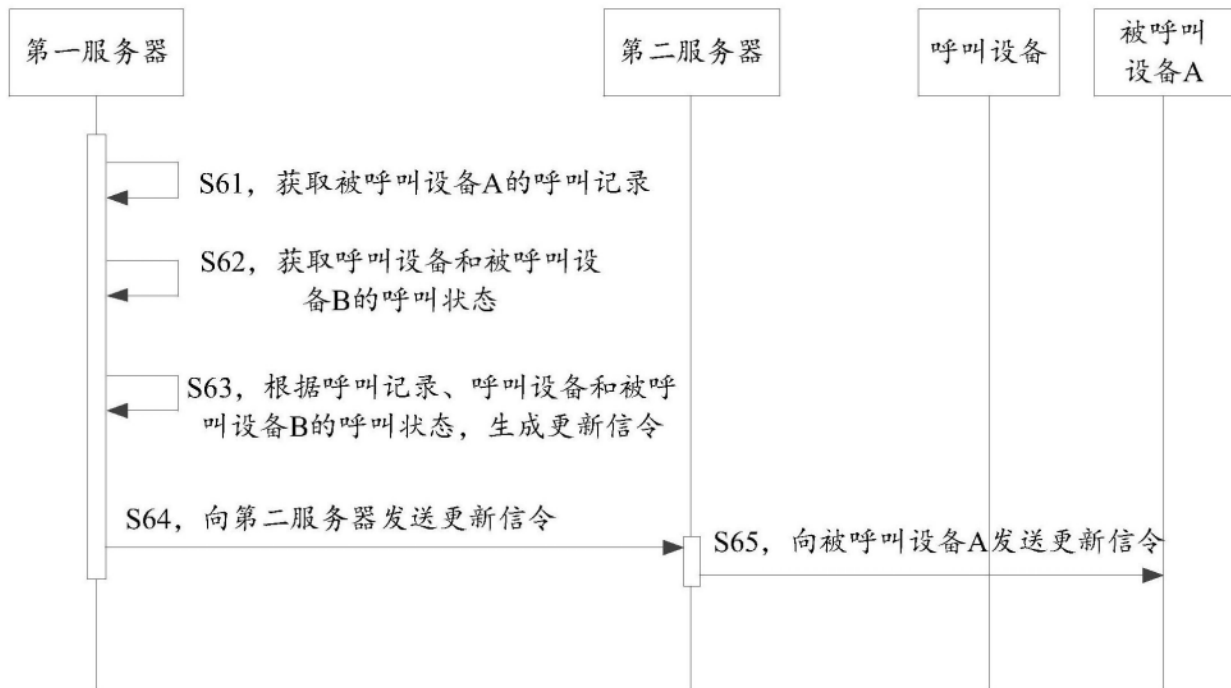 第一服务器
第二服务器
呼叫设备
被呼叫
设备A
S61，获取被呼叫设备A的呼叫记录
S62，获取呼叫设备和被呼叫设
备B的呼叫状态
S63，根据呼叫记录、呼叫设备和被呼
叫设备B的呼叫状态，生成更新信令
S64，向第二服务器发送更新信令
S65，向被呼叫设备A发送更新信令